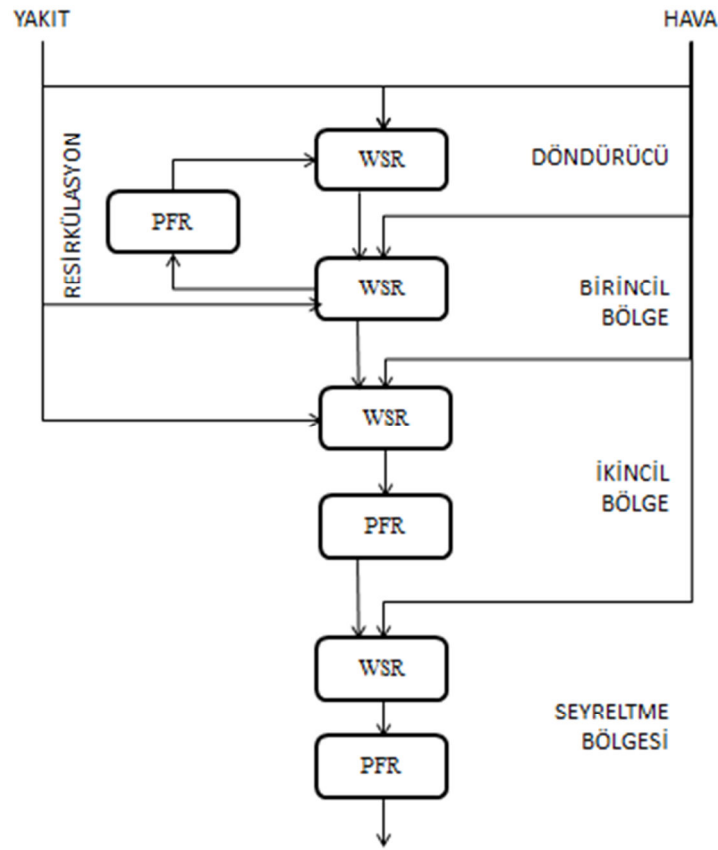 YAKIT
HAVA
WSR
DÖNDÜRÜCÜ
RESİRKÜLASYON
PFR
WSR
BİRİNCİL
BÖLGE
WSR
İKİNCİL
BÖLGE
PFR
WSR
SEYRELTME
BÖLGESİ
PFR